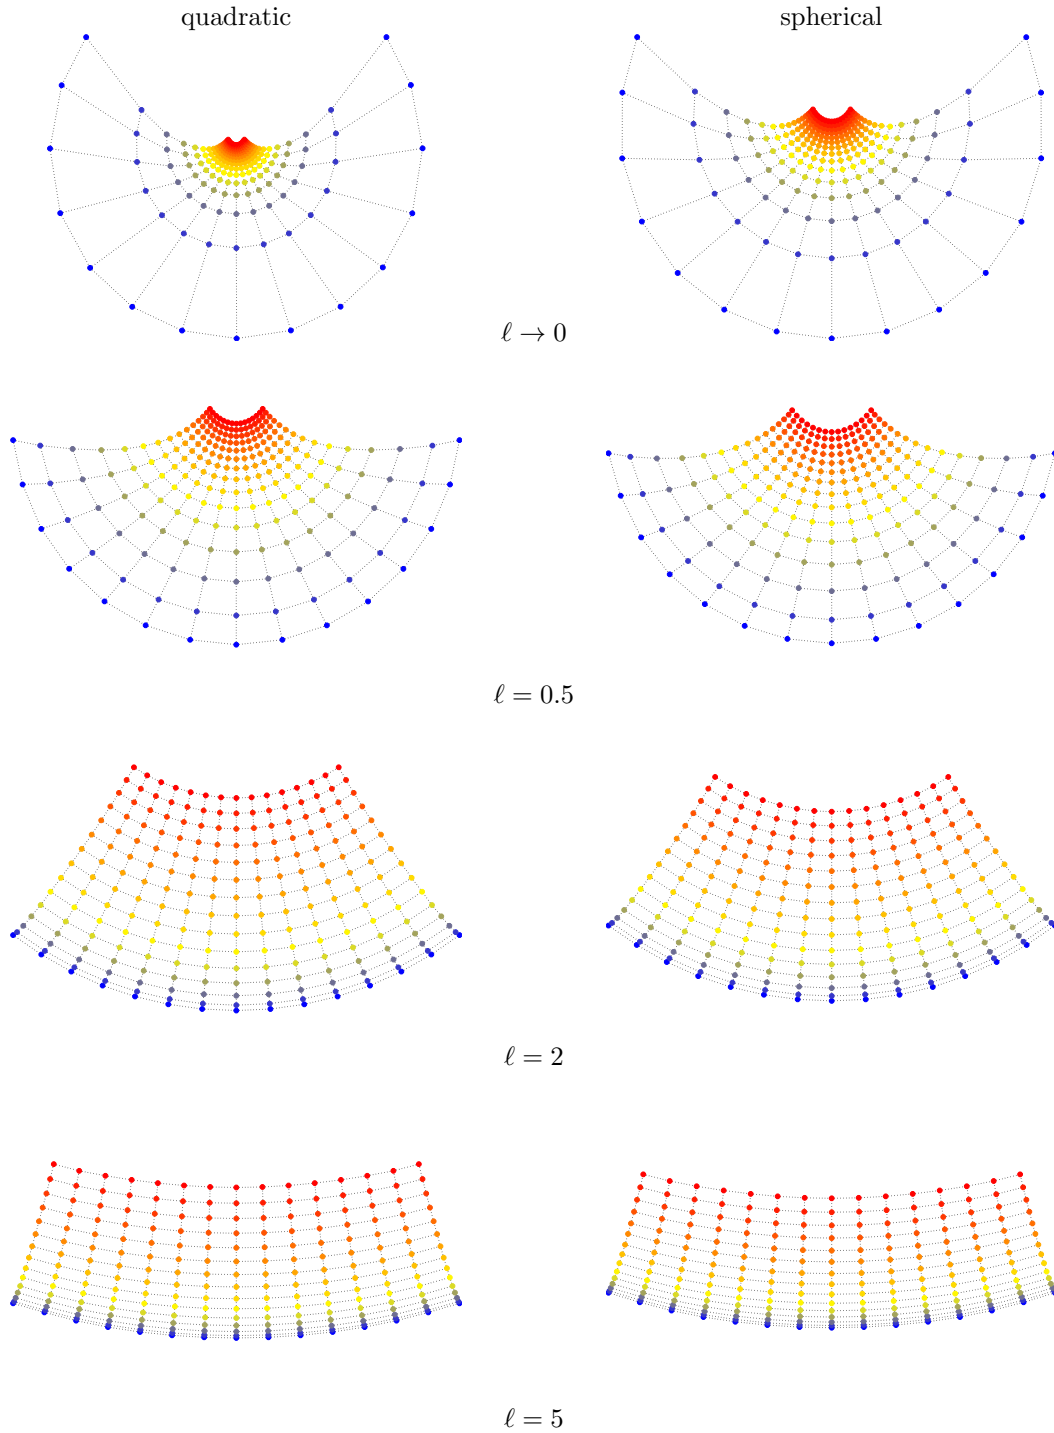 quadratic spherical
ℓ → 0
ℓ = 0.5
ℓ = 2
ℓ = 5